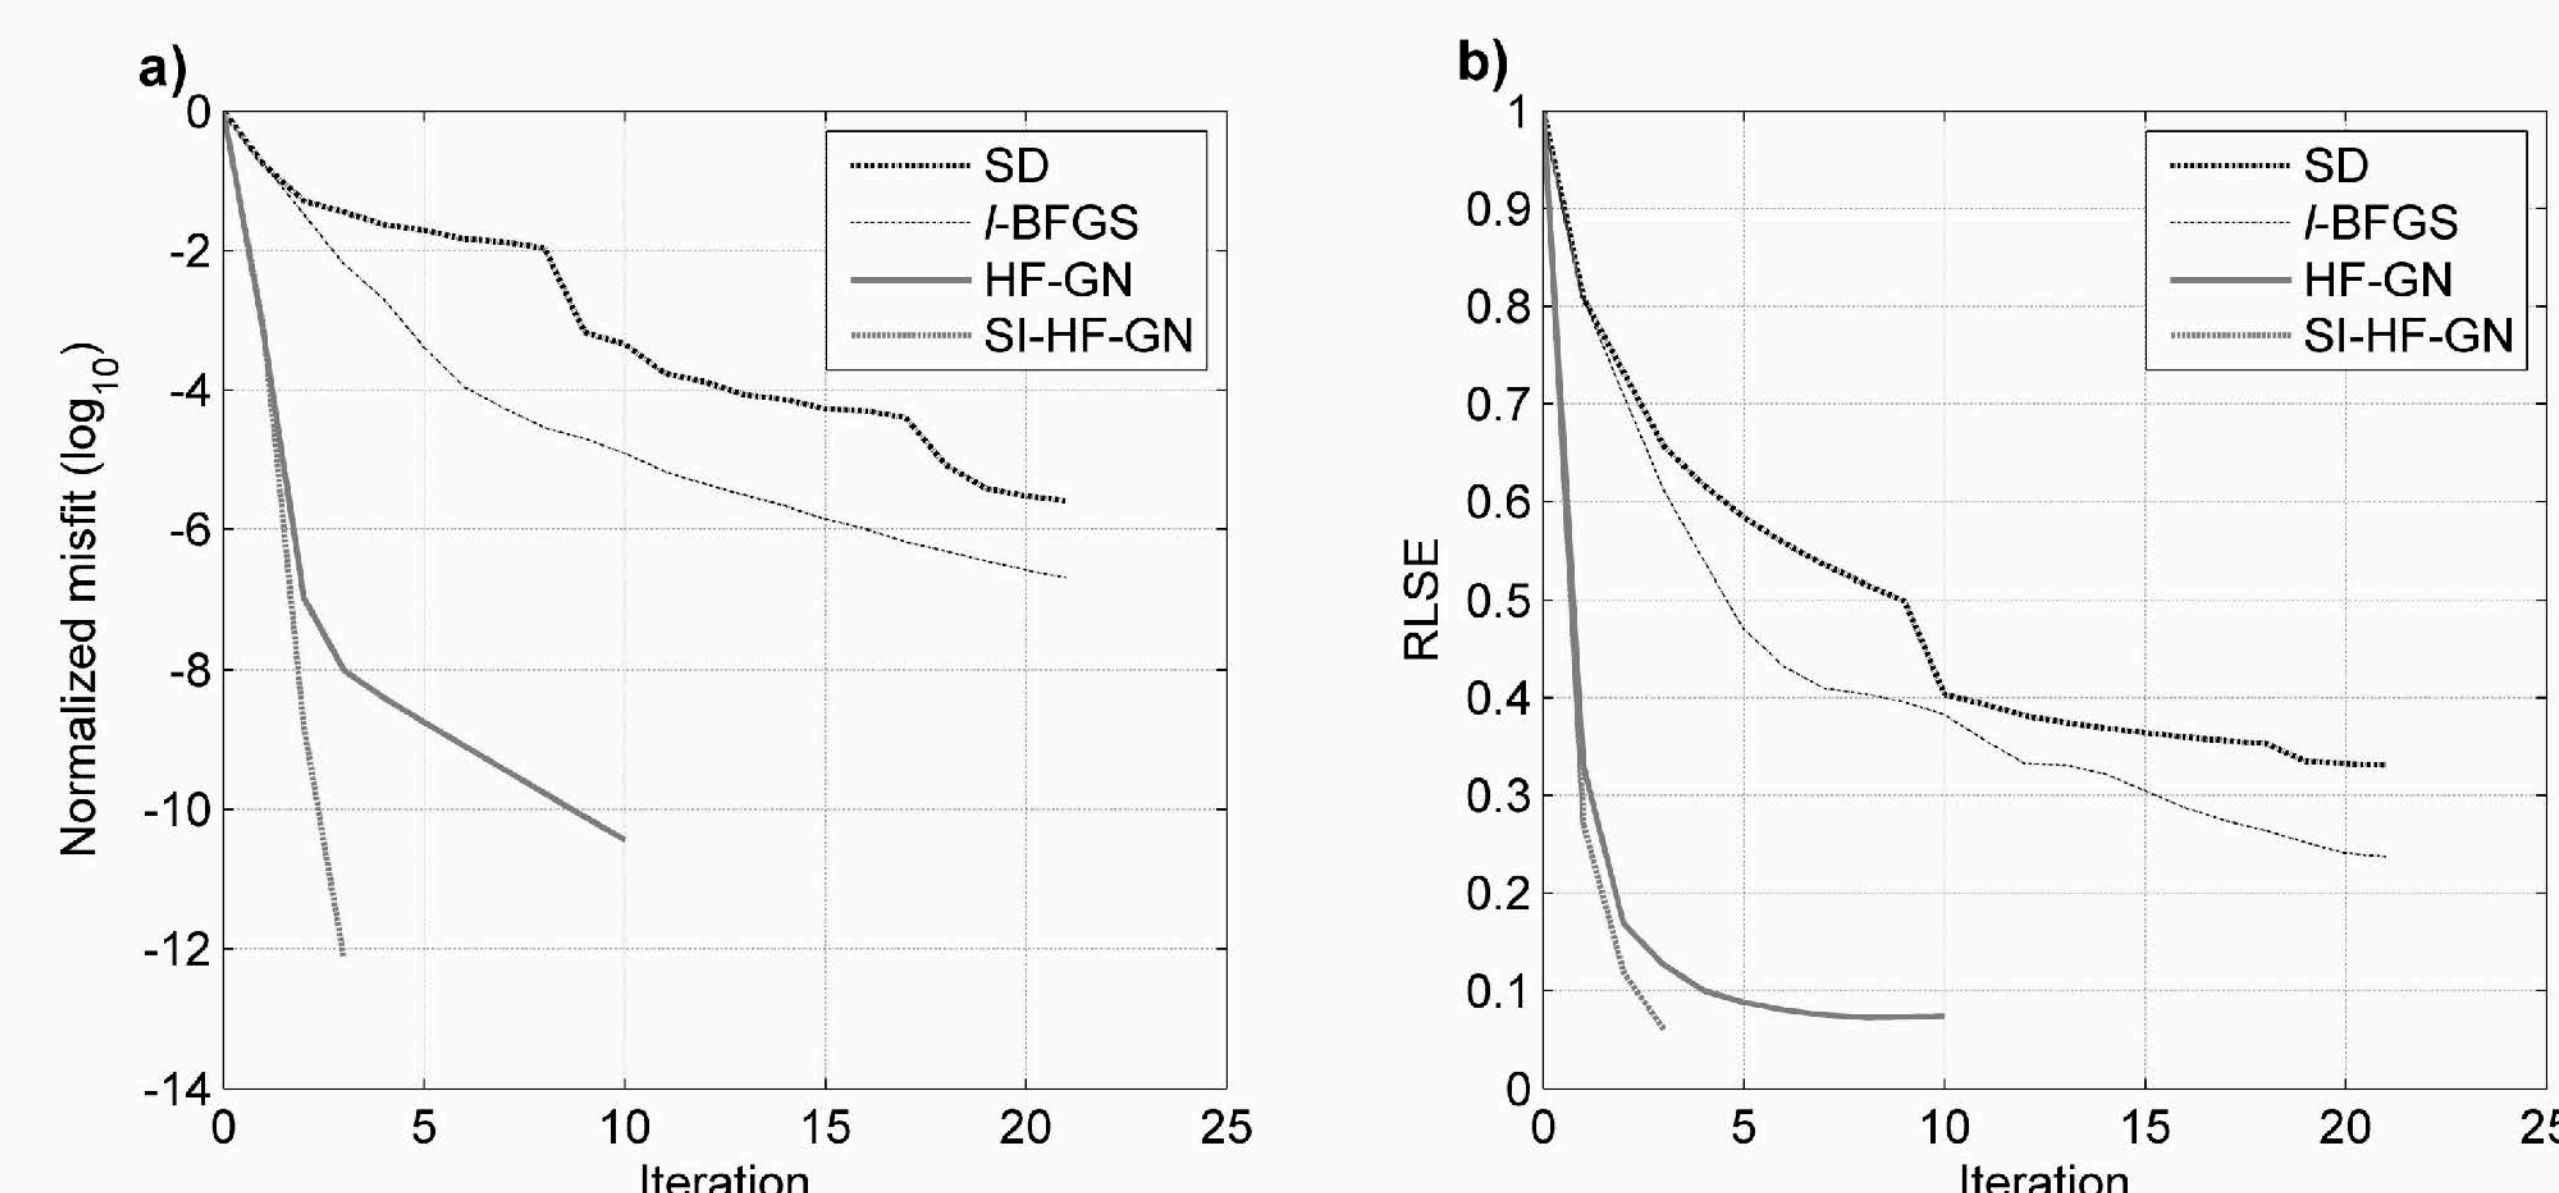 a)
0
-2
-4
-6
-8
-10
-12
-14
Normalized misfit (log10)
0 5 10 15 20 25
Iteration
SD
l-BFGS
HF-GN
SI-HF-GN
b)
1
0.9
0.8
0.7
0.6
0.5
0.4
0.3
0.2
0.1
0
RLSE
0 5 10 15 20 25
Iteration
SD
l-BFGS
HF-GN
SI-HF-GN